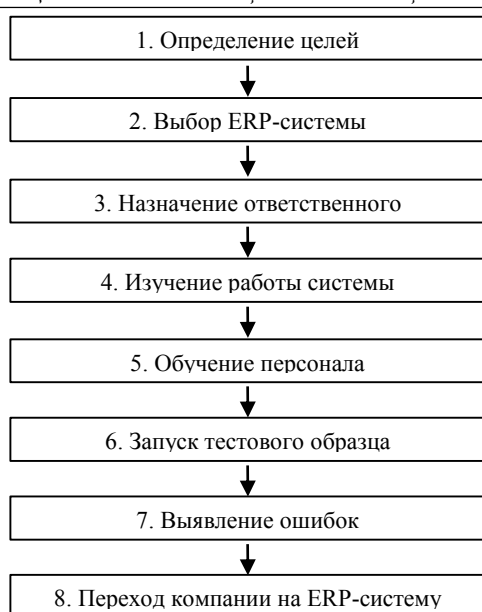 1. Определение целей
2. Выбор ERP-системы
3. Назначение ответственного
4. Изучение работы системы
5. Обучение персонала
6. Запуск тестового образца
7. Выявление ошибок
8. Переход компании на ERP-систему